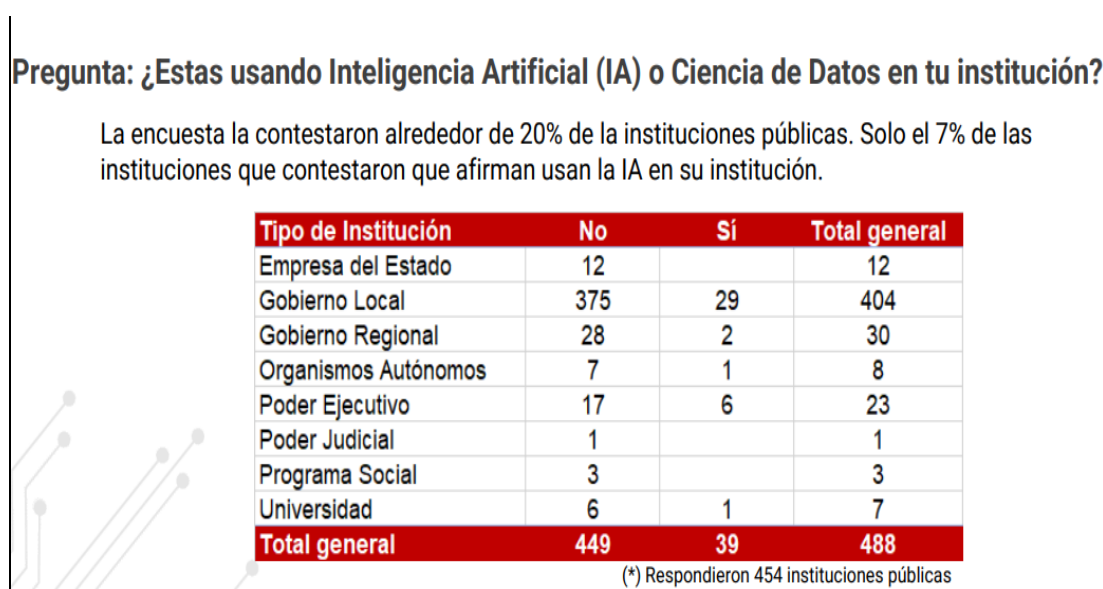 Pregunta: ¿Estas usando Inteligencia Artificial (IA) o Ciencia de Datos en tu institución?
La encuesta la contestaron alrededor de 20% de la instituciones públicas. Solo el 7% de las
instituciones que contestaron que afirman usan la IA en su institución.
Tipo de Institución No Sí Total general
Empresa del Estado 12 12
Gobierno Local 375 29 404
Gobierno Regional 28 2 30
Organismos Autónomos 7 1 8
Poder Ejecutivo 17 6 23
Poder Judicial 1 1
Programa Social 3 3
Universidad 6 1 7
Total general 449 39 488
(*) Respondieron 454 instituciones públicas